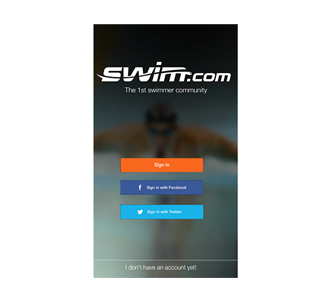 swim.com
The 1st swimmer community
Sign in
f Sign in with Facebook
Sign in with Twitter
I don't have an account yet!